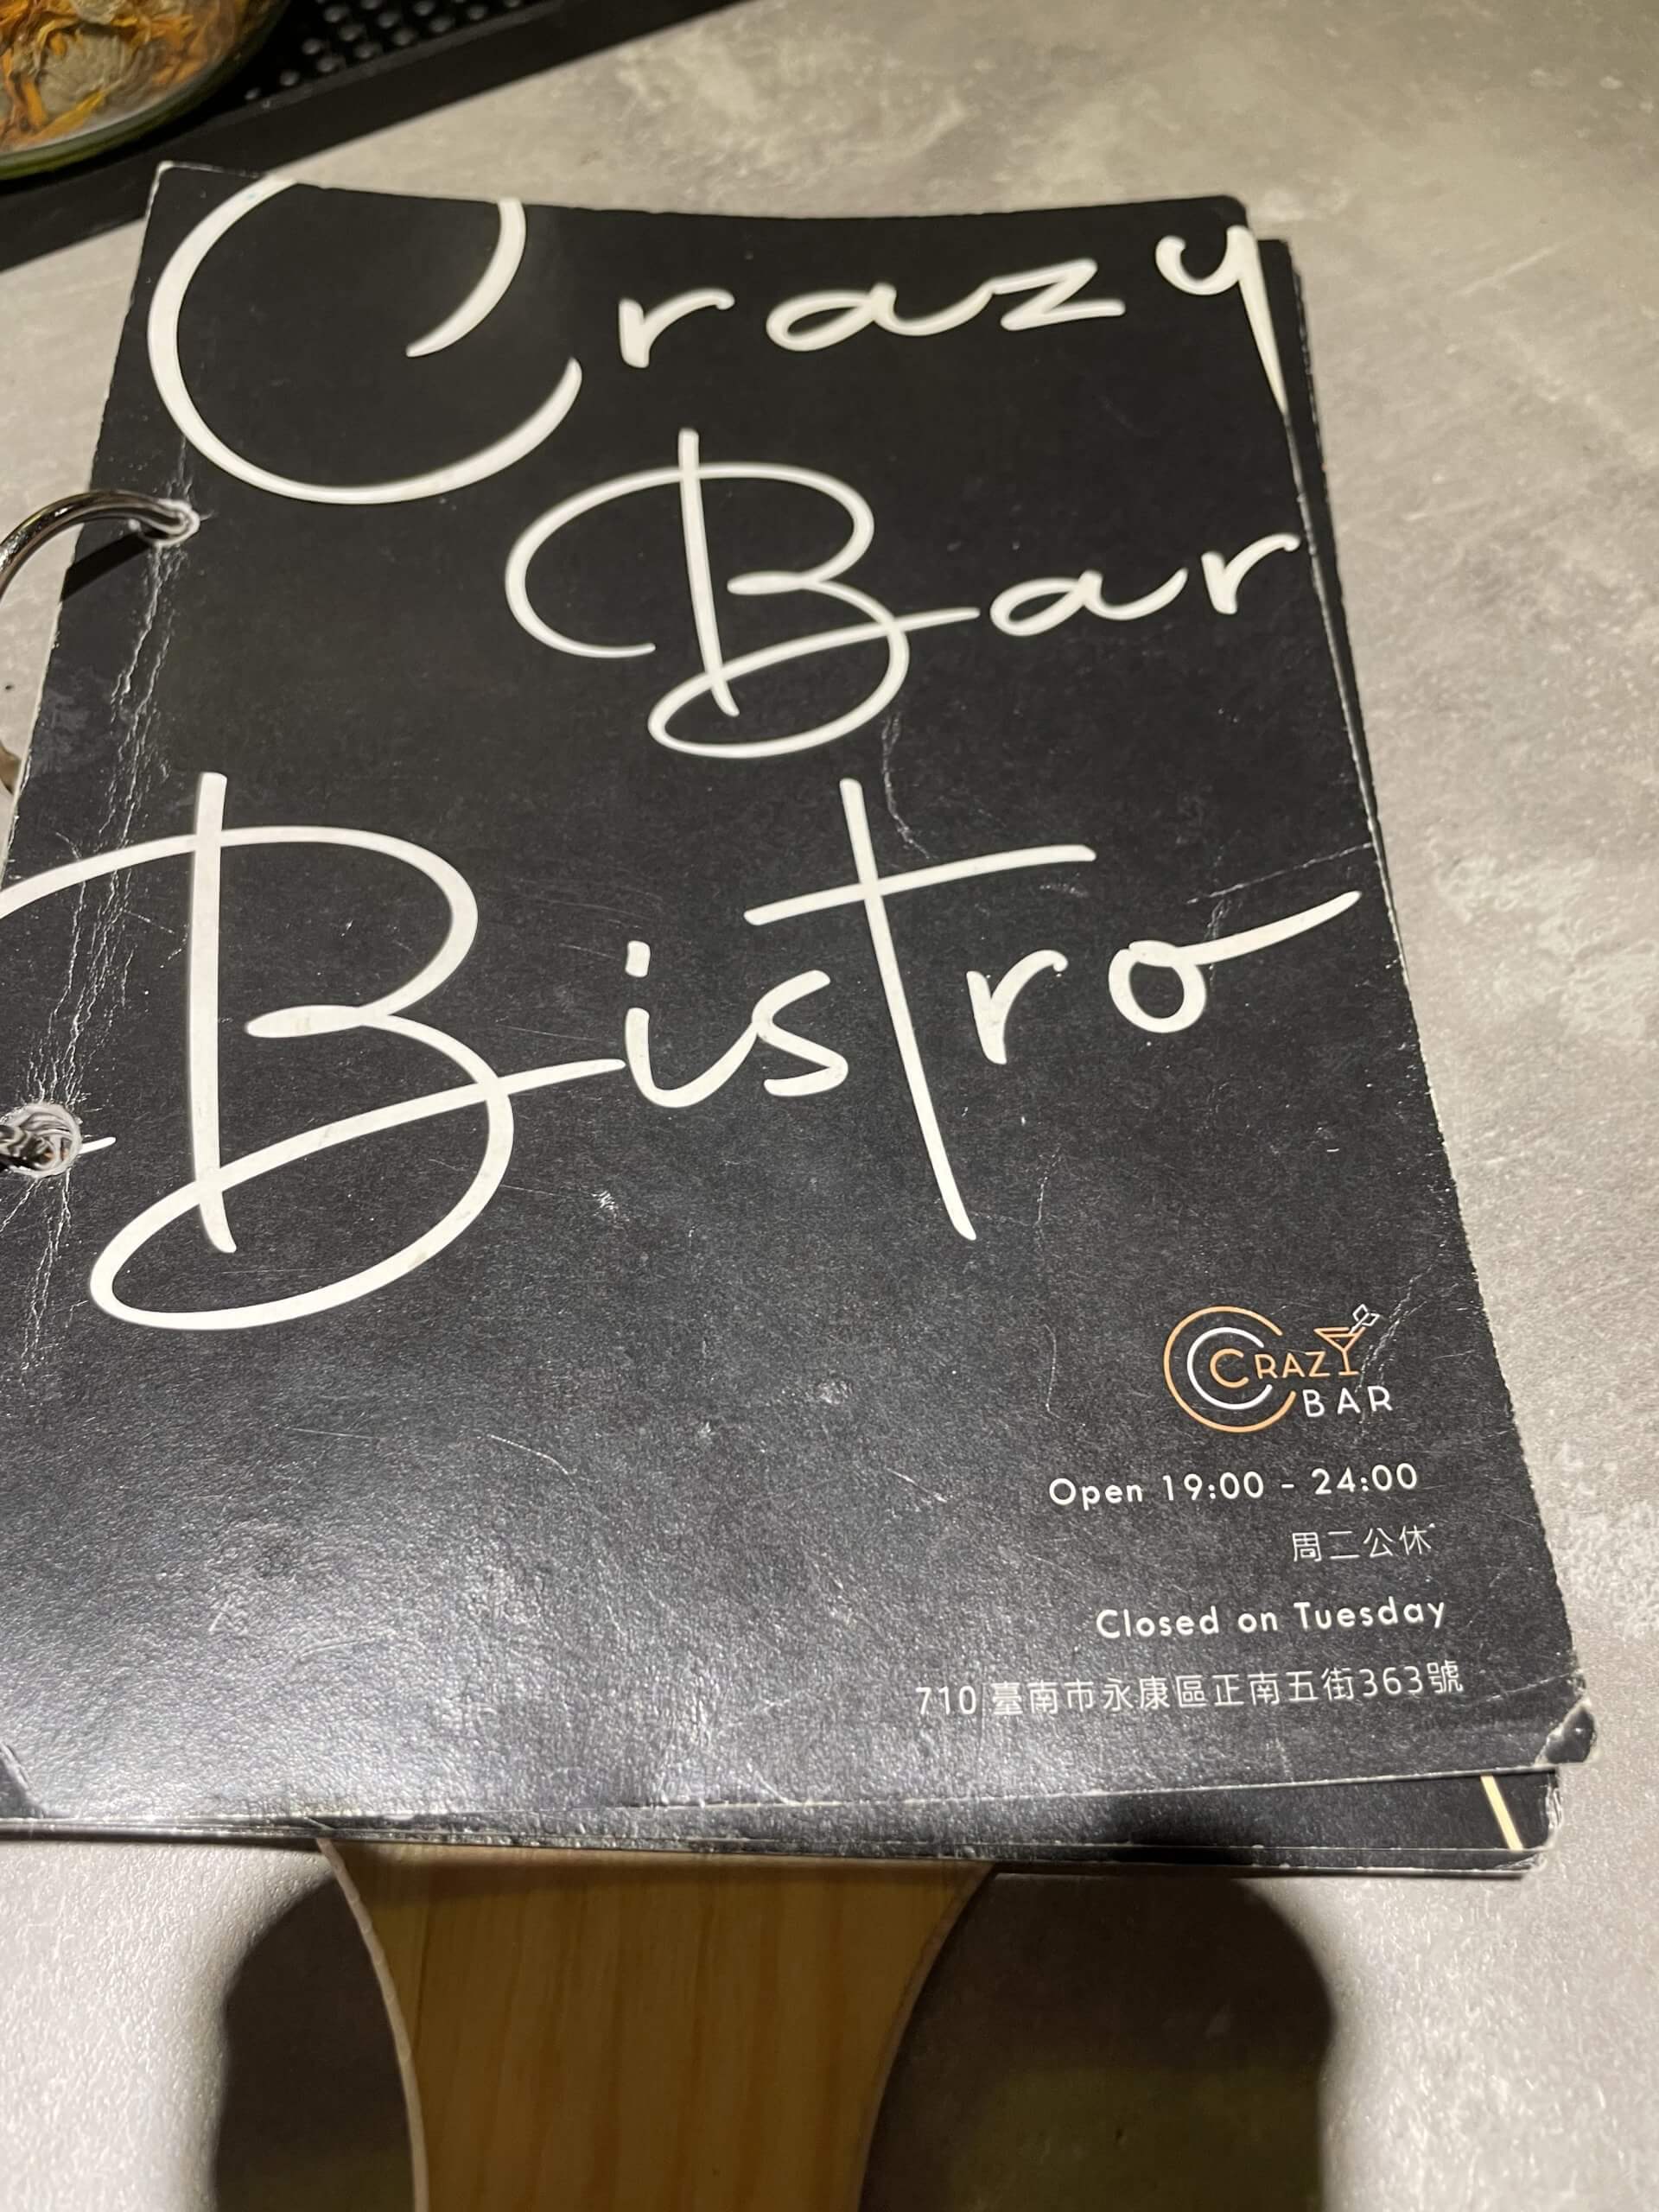 Crazy
Bar
Bistro
CRAZY
BAR
Open 19:00 - 24:00
周二公休
Closed on Tuesday
710 臺南市永康區正南五街363號